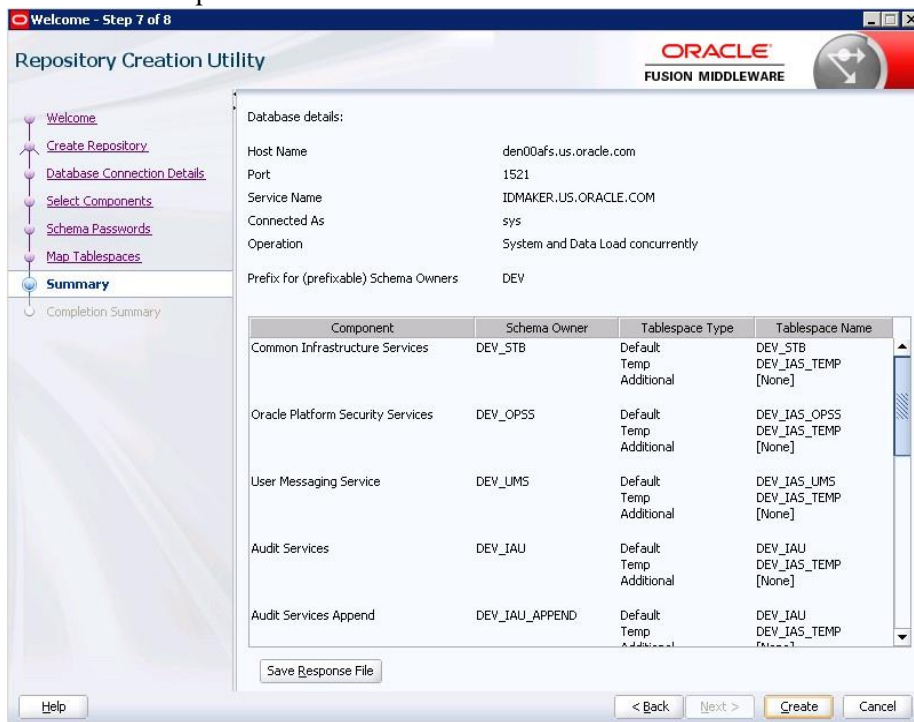 Welcome - Step 7 of 8
Repository Creation Utility
ORACLE
FUSION MIDDLEWARE
Welcome
Create Repository
Database Connection Details
Select Components
Schema Passwords
Map Tablespaces
Summary
Completion Summary
Database details:
Host Name den00afs.us.oracle.com
Port 1521
Service Name IDMAKER.US.ORACLE.COM
Connected As sys
Operation System and Data Load concurrently
Prefix for (prefixable) Schema Owners DEV
Component Schema Owner Tablespace Type Tablespace Name
Common Infrastructure Services DEV_STB Default DEV_STB
Temp DEV_IAS_TEMP
Additional [None]
Oracle Platform Security Services DEV_OPSS Default DEV_IAS_OPSS
Temp DEV_IAS_TEMP
Additional [None]
User Messaging Service DEV_UMS Default DEV_IAS_UMS
Temp DEV_IAS_TEMP
Additional [None]
Audit Services DEV_IAU Default DEV_IAU
Temp DEV_IAS_TEMP
Additional [None]
Audit Services Append DEV_IAU_APPEND Default DEV_IAU
Temp DEV_IAS_TEMP
Save Response File
Help < Back Next > Create Cancel